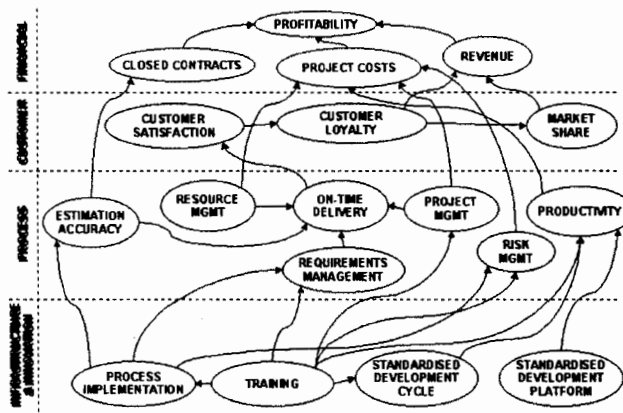 FINANCIAL
PROFITABILITY
CLOSED CONTRACTS
PROJECT COSTS
REVENUE
CUSTOMER
CUSTOMER
SATISFACTION
CUSTOMER
LOYALTY
MARKET
SHARE
PROCESS
ESTIMATION
ACCURACY
RESOURCE
MGMT
ON-TIME
DELIVERY
PROJECT MGMT
PRODUCTIVITY
RISK
MGMT
REQUIREMENTS
MANAGEMENT
INFRASTRUCTURE
& INNOVATION
PROCESS
IMPLEMENTATION
TRAINING
STANDARDISED
DEVELOPMENT
CYCLE
STANDARDISED
DEVELOPMENT
PLATFORM